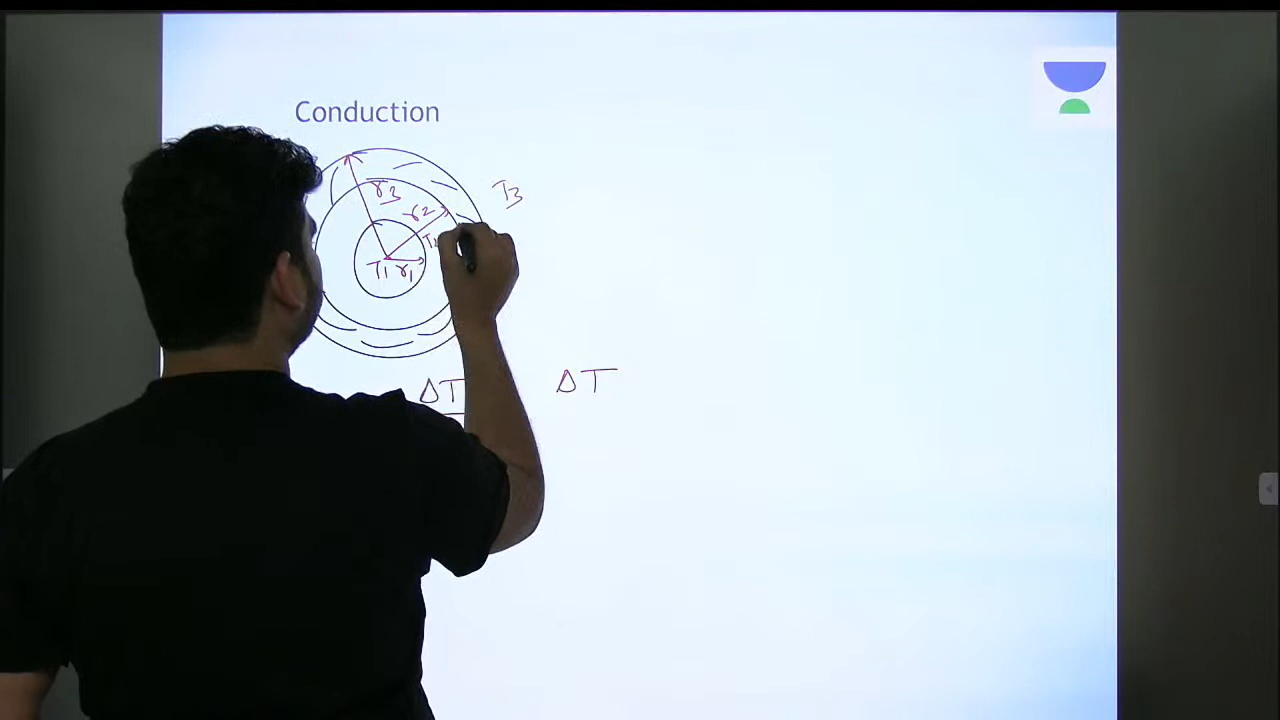 Conduction
r3
T3
r2
T1 r1
ΔT
ΔT